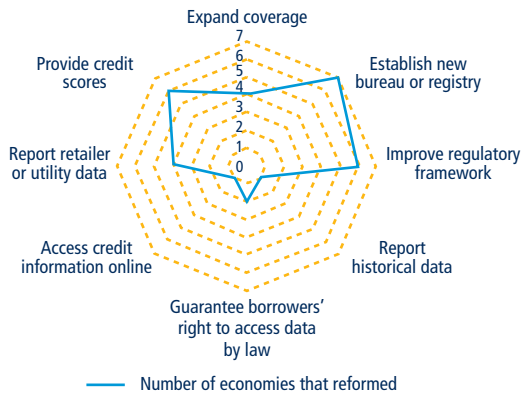 Expand coverage
7
6
5
4
3
2
1
0
Provide credit
scores
Establish new
bureau or registry
Report retailer
or utility data
Improve regulatory
framework
Access credit
information online
Report
historical data
Guarantee borrowers’
right to access data
by law
Number of economies that reformed